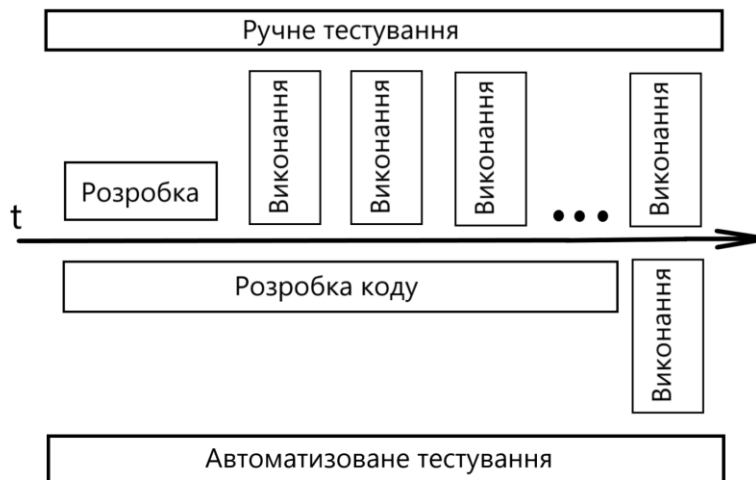 Ручне тестування
Виконання
Виконання
Виконання
Виконання
Розробка
t
Розробка коду
Виконання
Автоматизоване тестування